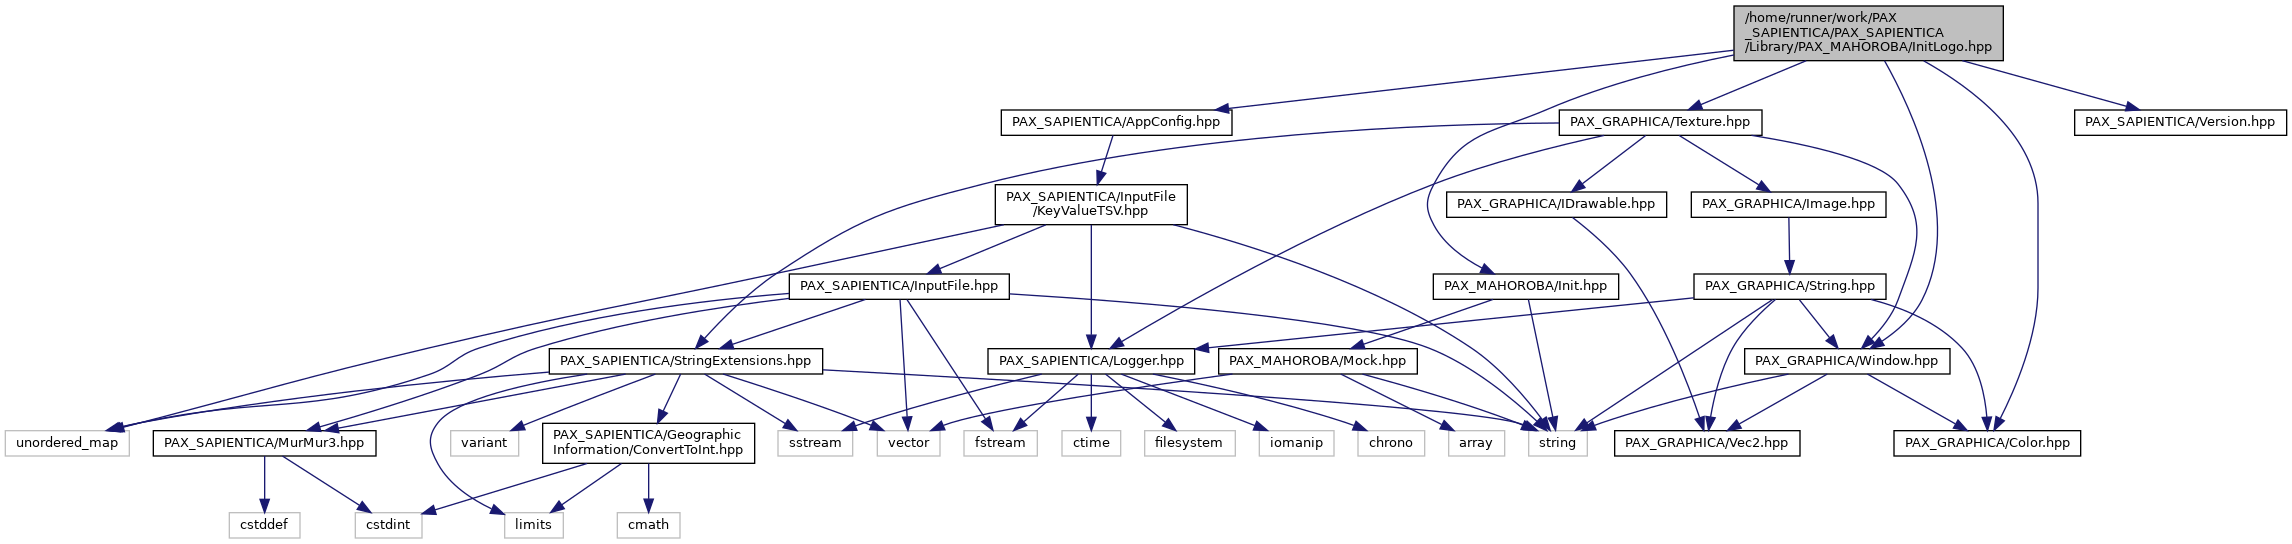 /home/runner/work/PAX
_SAPIENTICA/PAX_SAPIENTICA
/Library/PAX_MAHOROBA/InitLogo.hpp
PAX_SAPIENTICA/AppConfig.hpp
PAX_GRAPHICA/Texture.hpp
PAX_SAPIENTICA/Version.hpp
PAX_SAPIENTICA/InputFile
/KeyValueTSV.hpp
PAX_GRAPHICA/IDrawable.hpp
PAX_GRAPHICA/Image.hpp
PAX_SAPIENTICA/InputFile.hpp
PAX_MAHOROBA/Init.hpp
PAX_GRAPHICA/String.hpp
PAX_SAPIENTICA/StringExtensions.hpp
PAX_SAPIENTICA/Logger.hpp
PAX_MAHOROBA/Mock.hpp
PAX_GRAPHICA/Window.hpp
unordered_map
PAX_SAPIENTICA/MurMur3.hpp
variant
PAX_SAPIENTICA/Geographic
Information/ConvertToInt.hpp
sstream
vector
fstream
ctime
filesystem
iomanip
chrono
array
string
PAX_GRAPHICA/Vec2.hpp
PAX_GRAPHICA/Color.hpp
cstddef
cstdint
limits
cmath